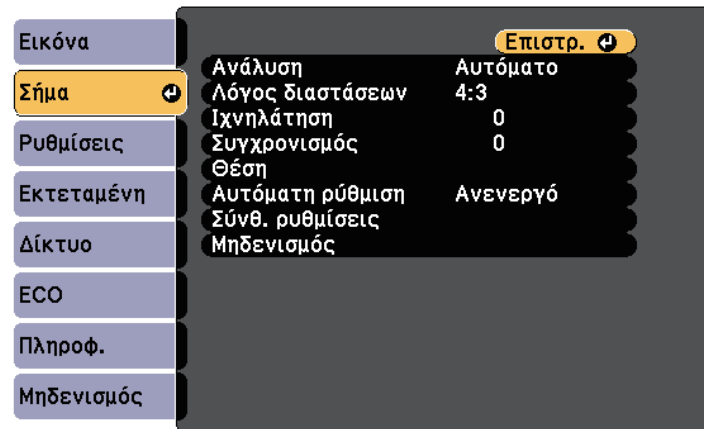 Εικόνα
Σήμα
Ρυθμίσεις
Εκτεταμένη
Δίκτυο
ECO
Πληροφ.
Μηδενισμός
Επιστρ.
Ανάλυση Αυτόματο
Λόγος διαστάσεων 4:3
Ιχνηλάτηση 0
Συγχρονισμός 0
Θέση
Αυτόματη ρύθμιση Ανενεργό
Σύνθ. ρυθμίσεις
Μηδενισμός